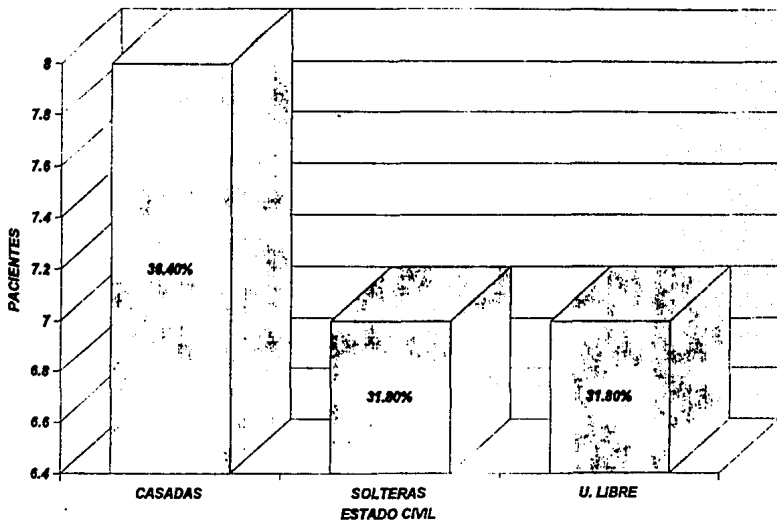 8
7.8
7.6
7.4
7.2
7
6.8
6.6
6.4
PACIENTES
36.40%
31.80%
31.80%
CASADAS
SOLTERAS
U. LIBRE
ESTADO CIVIL